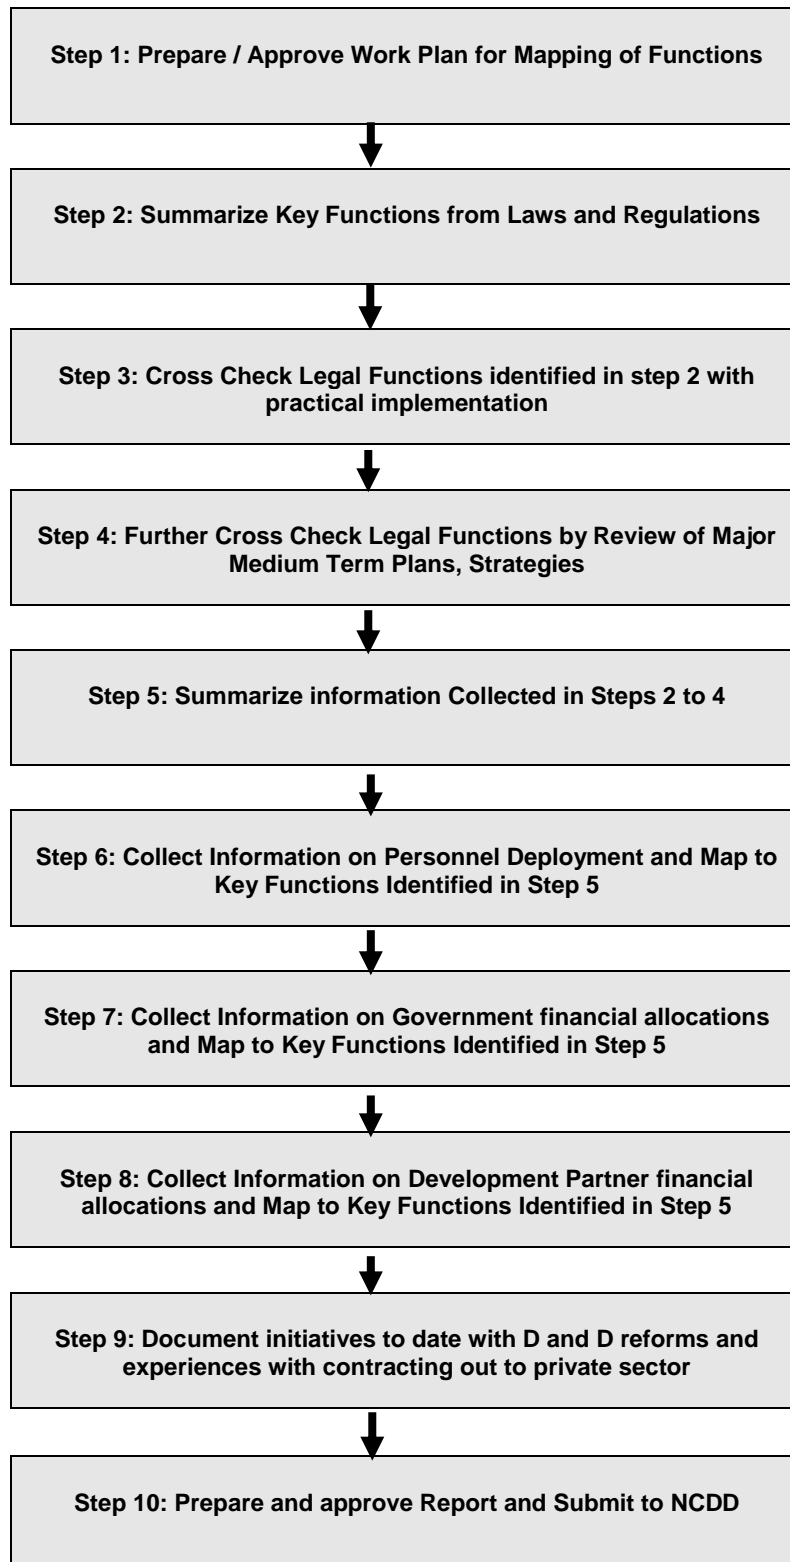 Step 1: Prepare / Approve Work Plan for Mapping of Functions
Step 2: Summarize Key Functions from Laws and Regulations
Step 3: Cross Check Legal Functions identified in step 2 with
practical implementation
Step 4: Further Cross Check Legal Functions by Review of Major
Medium Term Plans, Strategies
Step 5: Summarize information Collected in Steps 2 to 4
Step 6: Collect Information on Personnel Deployment and Map to
Key Functions Identified in Step 5
Step 7: Collect Information on Government financial allocations
and Map to Key Functions Identified in Step 5
Step 8: Collect Information on Development Partner financial
allocations and Map to Key Functions Identified in Step 5
Step 9: Document initiatives to date with D and D reforms and
experiences with contracting out to private sector
Step 10: Prepare and approve Report and Submit to NCDD